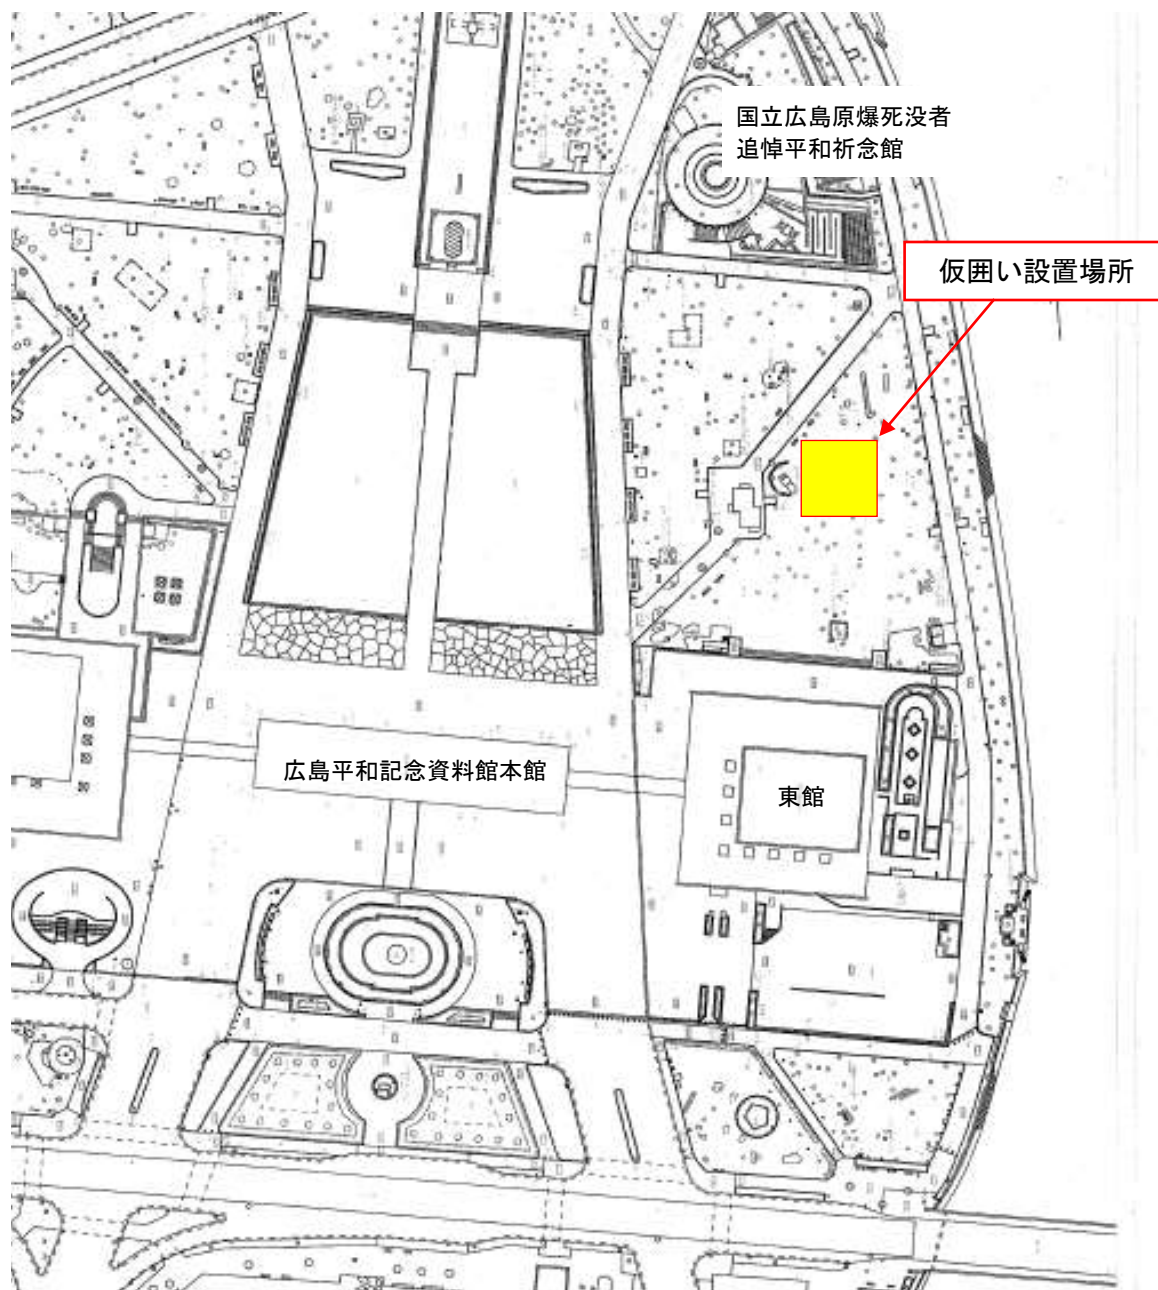 国立広島原爆死没者
追悼平和祈念館
仮囲い設置場所
広島平和記念資料館本館
東館